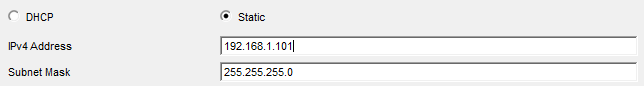 DHCP Static
IPv4 Address 192.168.1.101
Subnet Mask 255.255.255.0